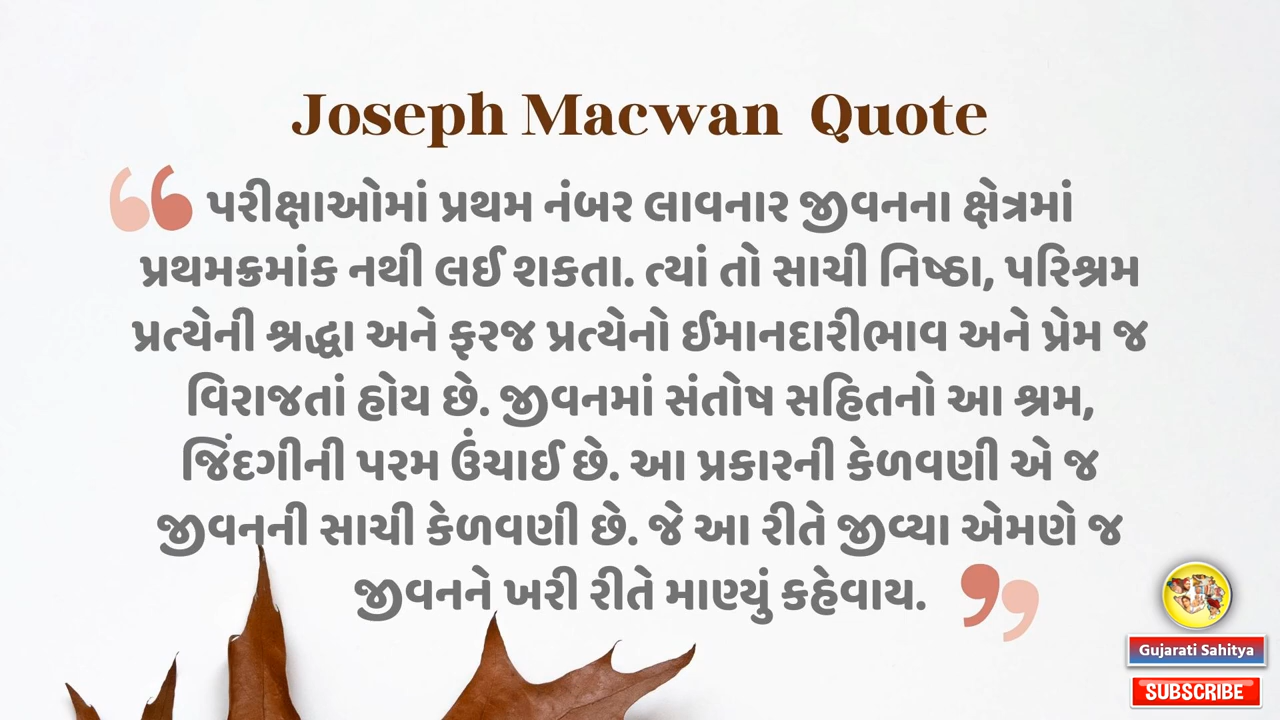 Joseph Macwan Quote
પરીક્ષાઓમાં પ્રથમ નંબર લાવનાર જીવનના ક્ષેત્રમાં
પ્રથમક્રમાંક નથી લઈ શકતા. ત્યાં તો સાચી નિષ્ઠા, પરિશ્રમ
પ્રત્યેની શ્રદ્ધા અને ફરજ પ્રત્યેનો ઈમાનદારીભાવ અને પ્રેમ જ
વિરાજતાં હોય છે. જીવનમાં સંતોષ સહિતનો આ શ્રમ,
જિંદગીની પરમ ઉંચાઈ છે. આ પ્રકારની કેળવણી એ જ
જીવનની સાચી કેળવણી છે. જે આ રીતે જીવ્યા એમણે જ
જીવનને ખરી રીતે માણ્યું કહેવાય.
Gujarati Sahitya
SUBSCRIBE